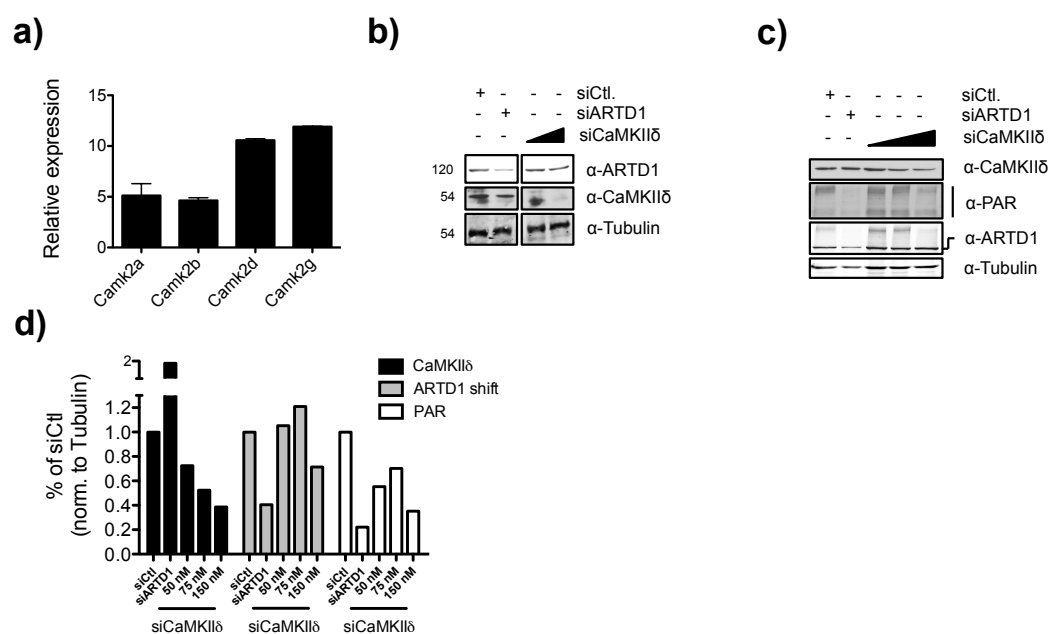 a)
Relative expression
15
10
5
0
Camk2a
Camk2b
Camk2d
Camk2g
b)
+ - - - siCtl.
- + - - siARTD1
- - siCaMKIIδ
120 α-ARTD1
54 α-CaMKIIδ
54 α-Tubulin
c)
+ - - - - siCtl.
- + - - - siARTD1
- - siCaMKIIδ
α-CaMKIIδ
α-PAR
α-ARTD1
α-Tubulin
d)
% of siCtl
(norm. to Tubulin)
2
1.2
1.0
0.8
0.6
0.4
0.2
0.0
CaMKIIδ
ARTD1 shift
PAR
siCtl
siARTD1
50 nM
75 nM
150 nM
siCaMKIIδ
siCtl
siARTD1
50 nM
75 nM
150 nM
siCaMKIIδ
siCtl
siARTD1
50 nM
75 nM
150 nM
siCaMKIIδ